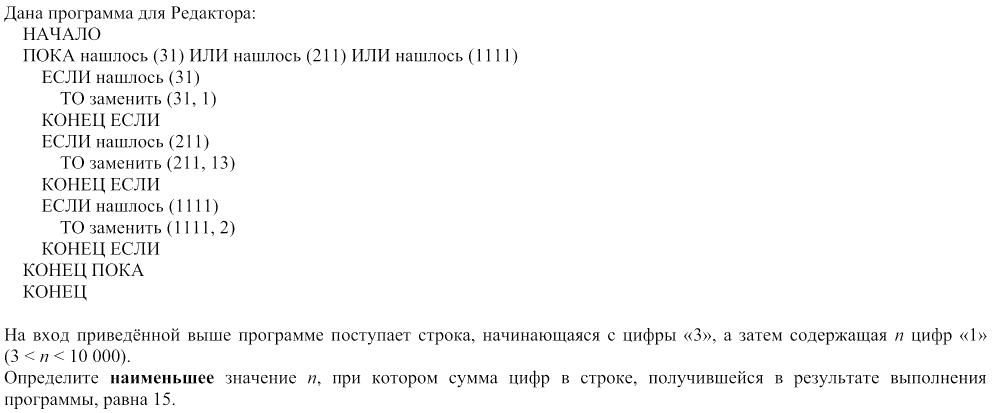 Дана программа для Редактора:
НАЧАЛО
ПОКА нашлось (31) ИЛИ нашлось (211) ИЛИ нашлось (1111)
ЕСЛИ нашлось (31)
ТО заменить (31, 1)
КОНЕЦ ЕСЛИ
ЕСЛИ нашлось (211)
ТО заменить (211, 13)
КОНЕЦ ЕСЛИ
ЕСЛИ нашлось (1111)
ТО заменить (1111, 2)
КОНЕЦ ЕСЛИ
КОНЕЦ ПОКА
КОНЕЦ
На вход приведённой выше программе поступает строка, начинающаяся с цифры «3», а затем содержащая n цифр «1»
(3 < n < 10 000).
Определите наименьшее значение n, при котором сумма цифр в строке, получившейся в результате выполнения
программы, равна 15.